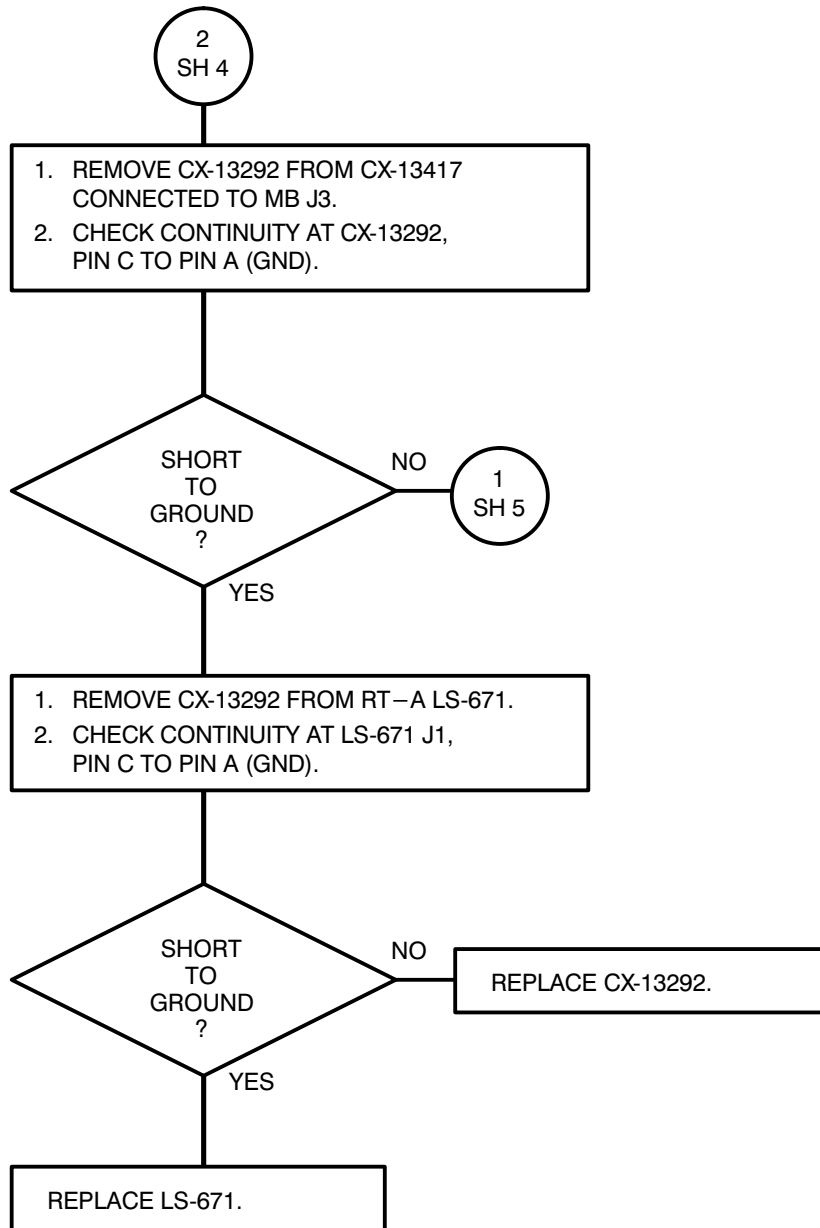 2
SH 4
1. REMOVE CX-13292 FROM CX-13417
CONNECTED TO MB J3.
2. CHECK CONTINUITY AT CX-13292,
PIN C TO PIN A (GND).
SHORT
TO
GROUND
?
NO
1
SH 5
YES
1. REMOVE CX-13292 FROM RT–A LS-671.
2. CHECK CONTINUITY AT LS-671 J1,
PIN C TO PIN A (GND).
SHORT
TO
GROUND
?
NO
REPLACE CX-13292.
YES
REPLACE LS-671.